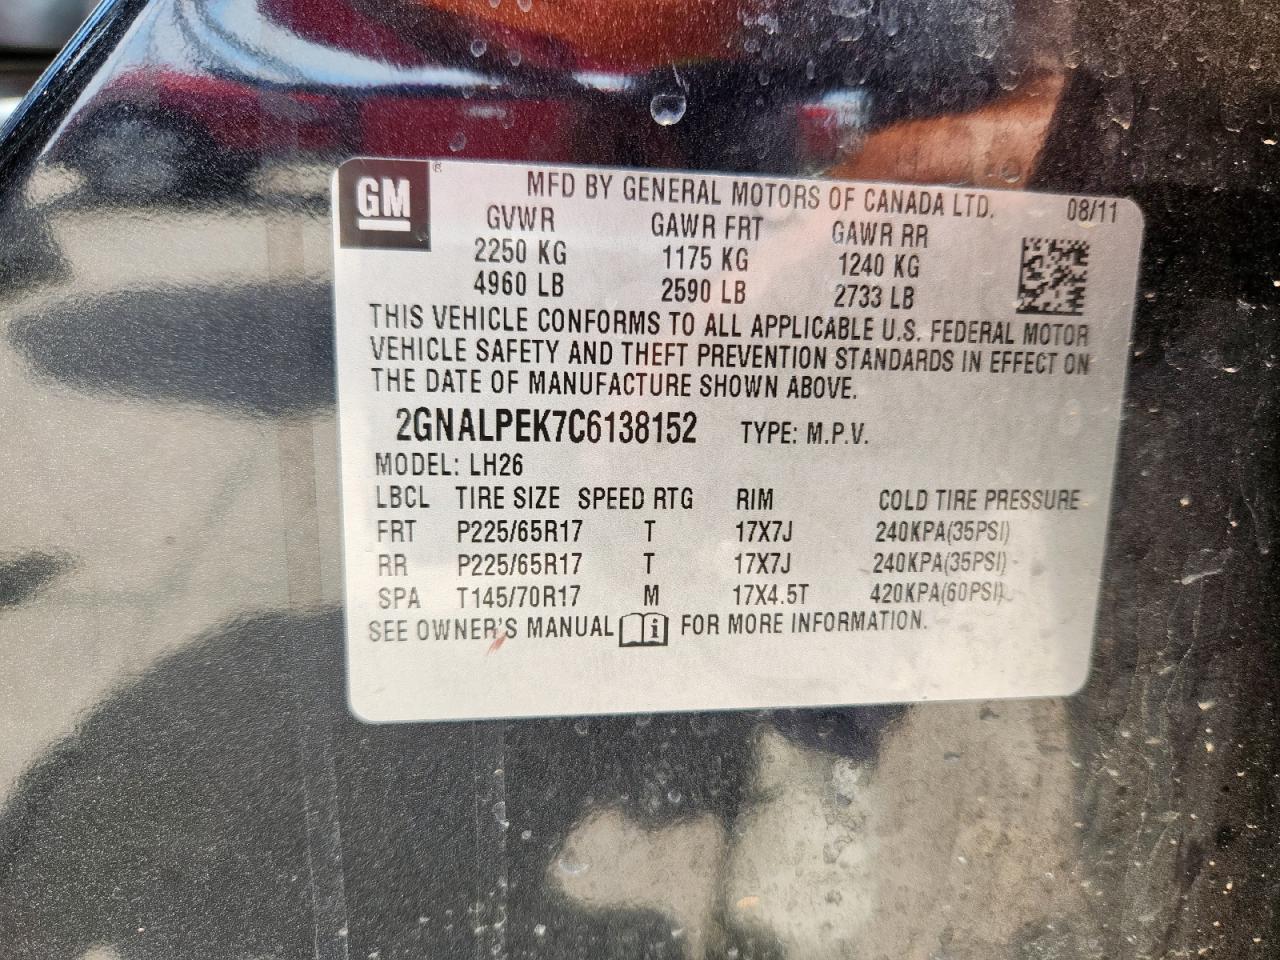 GM ®
MFD BY GENERAL MOTORS OF CANADA LTD. 08/11
GVWR GAWR FRT GAWR RR
2250 KG 1175 KG 1240 KG
4960 LB 2590 LB 2733 LB
THIS VEHICLE CONFORMS TO ALL APPLICABLE U.S. FEDERAL MOTOR
VEHICLE SAFETY AND THEFT PREVENTION STANDARDS IN EFFECT ON
THE DATE OF MANUFACTURE SHOWN ABOVE.
2GNALPEK7C6138152 TYPE: M.P.V.
MODEL: LH26
LBCL TIRE SIZE SPEED RTG RIM COLD TIRE PRESSURE
FRT P225/65R17 T 17X7J 240KPA(35PSI)
RR P225/65R17 T 17X7J 240KPA(35PSI)
SPA T145/70R17 M 17X4.5T 420KPA(60PSI)
SEE OWNER'S MANUAL i FOR MORE INFORMATION.